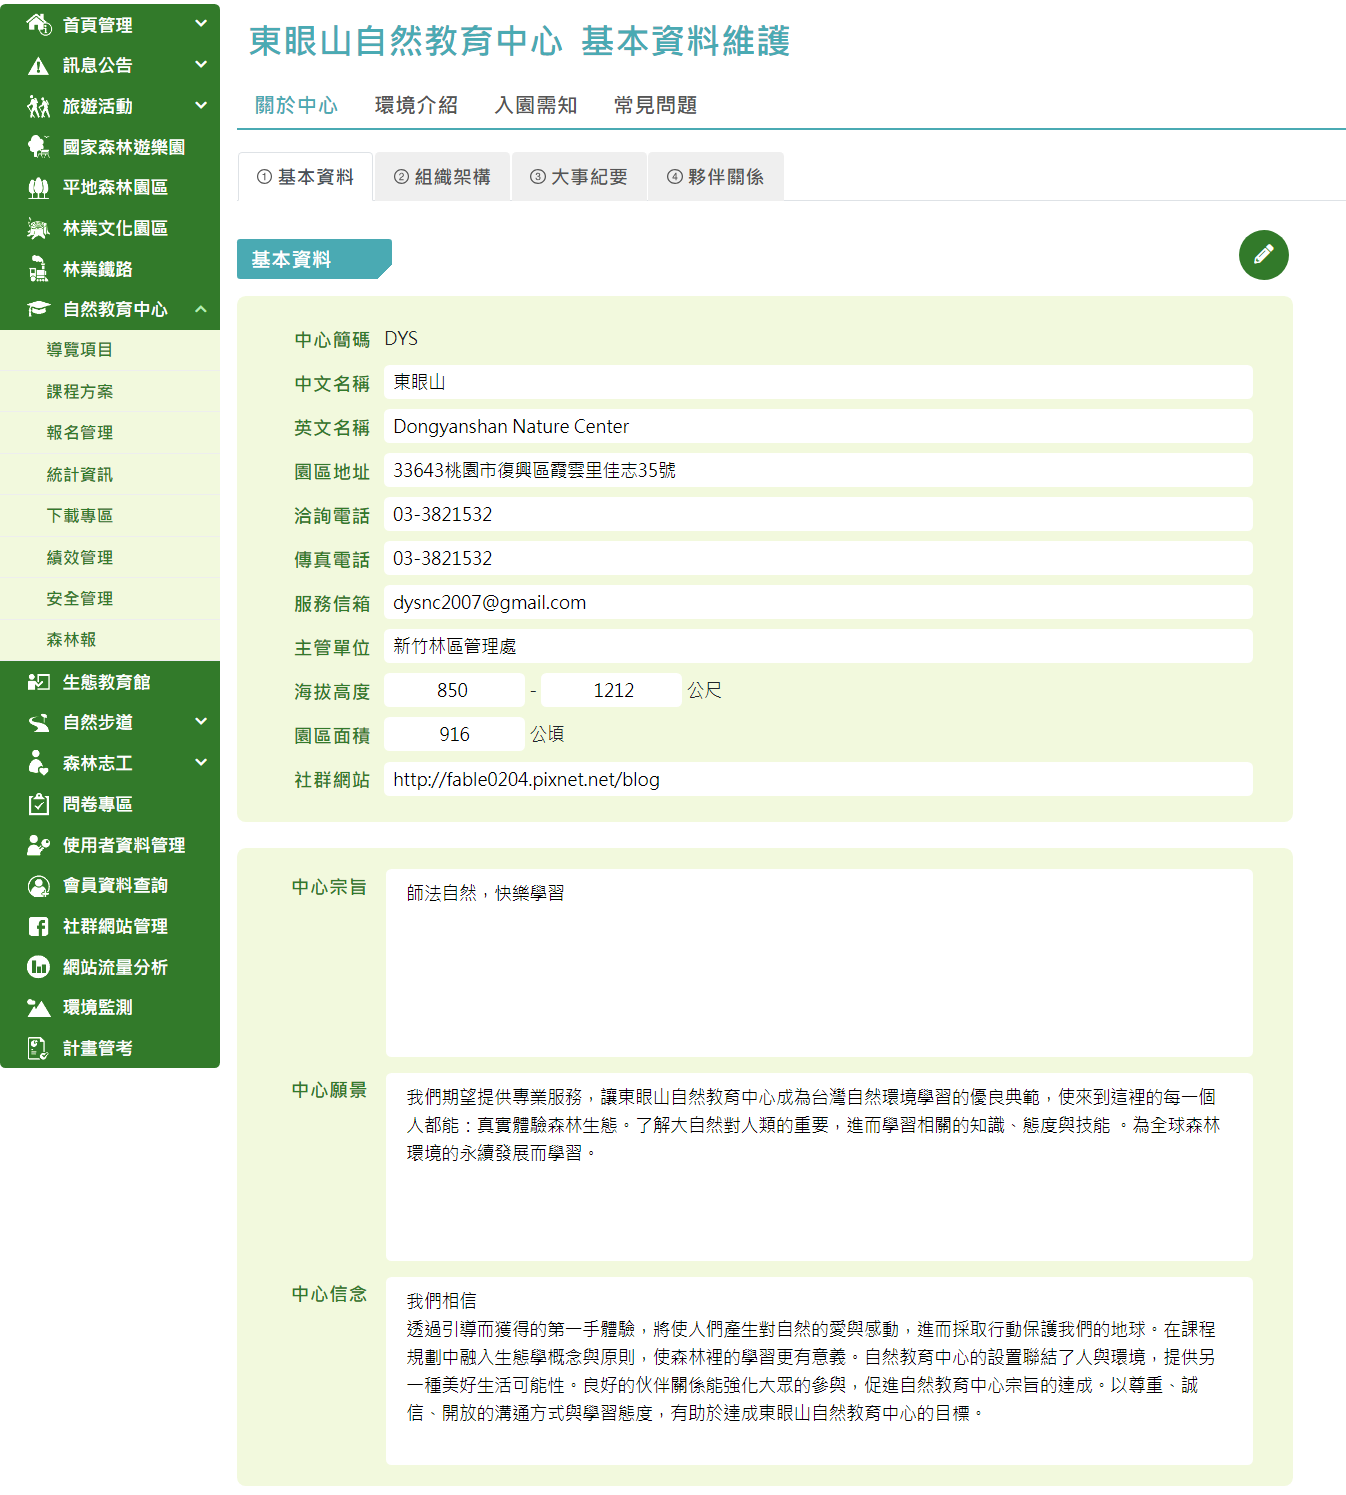 首頁管理
訊息公告
旅遊活動
國家森林遊樂園
平地森林園區
林業文化園區
林業鐵路
自然教育中心
導覽項目
課程方案
報名管理
統計資訊
下載專區
績效管理
安全管理
森林報
生態教育館
自然步道
森林志工
問卷專區
使用者資料管理
會員資料查詢
社群網站管理
網站流量分析
環境監測
計畫管考
東眼山自然教育中心 基本資料維護
關於中心 環境介紹 入園需知 常見問題
① 基本資料 ② 組織架構 ③ 大事紀要 ④ 夥伴關係
基本資料
中心簡碼 DYS
中文名稱 東眼山
英文名稱 Dongyanshan Nature Center
園區地址 33643桃園市復興區霞雲里佳志35號
洽詢電話 03-3821532
傳真電話 03-3821532
服務信箱 dysnc2007@gmail.com
主管單位 新竹林區管理處
海拔高度 850 - 1212 公尺
園區面積 916 公頃
社群網站 http://fable0204.pixnet.net/blog
中心宗旨 師法自然，快樂學習
中心願景 我們期望提供專業服務，讓東眼山自然教育中心成為台灣自然環境學習的優良典範，使來到這裡的每一個
人都能：真實體驗森林生態。了解大自然對人類的重要，進而學習相關的知識、態度與技能 。為全球森林
環境的永續發展而學習。
中心信念 我們相信
透過引導而獲得的第一手體驗，將使人們產生對自然的愛與感動，進而採取行動保護我們的地球。在課程
規劃中融入生態學概念與原則，使森林裡的學習更有意義。自然教育中心的設置聯結了人與環境，提供另
一種美好生活可能性。良好的伙伴關係能強化大眾的參與，促進自然教育中心宗旨的達成。以尊重、誠
信、開放的溝通方式與學習態度，有助於達成東眼山自然教育中心的目標。